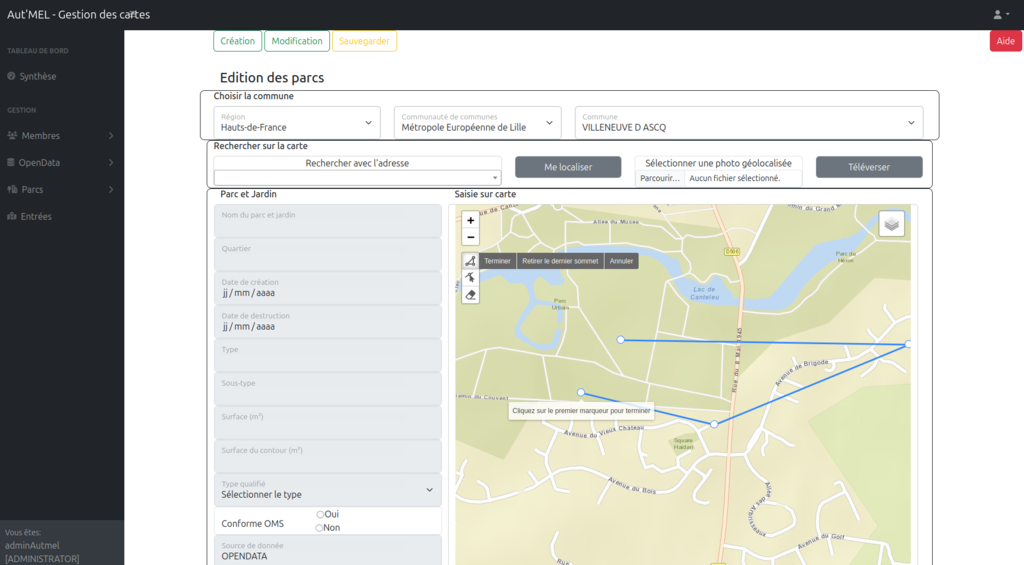 Aut'MEL - Gestion des cartes
Création
Modification
Sauvegarder
Aide
TABLEAU DE BORD
Synthèse
GESTION
Membres
OpenData
Parcs
Entrées
Vous êtes:
adminAutmel
[ADMINISTRATOR]
Edition des parcs
Choisir la commune
Région
Hauts-de-France
Communauté de communes
Métropole Européenne de Lille
Commune
VILLENEUVE D ASCQ
Rechercher sur la carte
Rechercher avec l'adresse
Me localiser
Sélectionner une photo géolocalisée
Parcourir... Aucun fichier sélectionné.
Téléverser
Parc et Jardin
Nom du parc et jardin
Quartier
Date de création
jj/mm/aaaa
Date de destruction
jj/mm/aaaa
Type
Sous-type
Surface (m²)
Surface du contour (m²)
Type qualifié
Sélectionner le type
Conforme OMS
Oui
Non
Source de donnée
OPENDATA
Saisie sur carte
+
−
Terminer
Retirer le dernier sommet
Annuler
Allée du Musée
Parc du
Héron
Lac de
Canteleu
Parc
Urbain
Rue du 8 Mai 1945
Avenue de Brigode
Cliquez sur le premier marqueur pour terminer
Avenue du Vieux Château
Square
Haïdari
Avenue du Bois
Allée des Arbrisseaux
Avenue du Golf
Rue